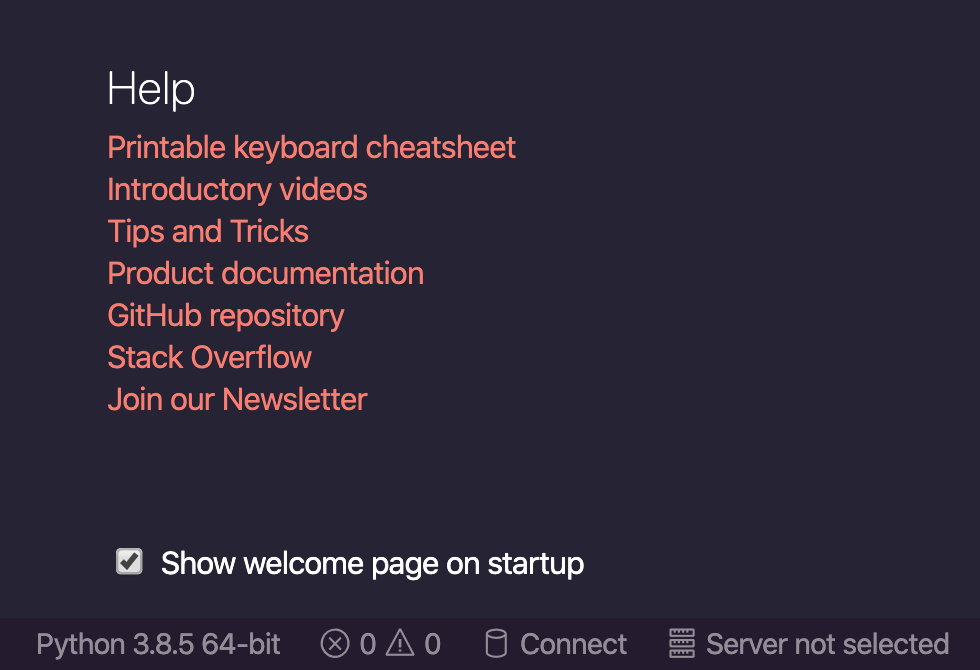 Help
Printable keyboard cheatsheet
Introductory videos
Tips and Tricks
Product documentation
GitHub repository
Stack Overflow
Join our Newsletter
Show welcome page on startup
Python 3.8.5 64-bit 0 0 Connect Server not selected